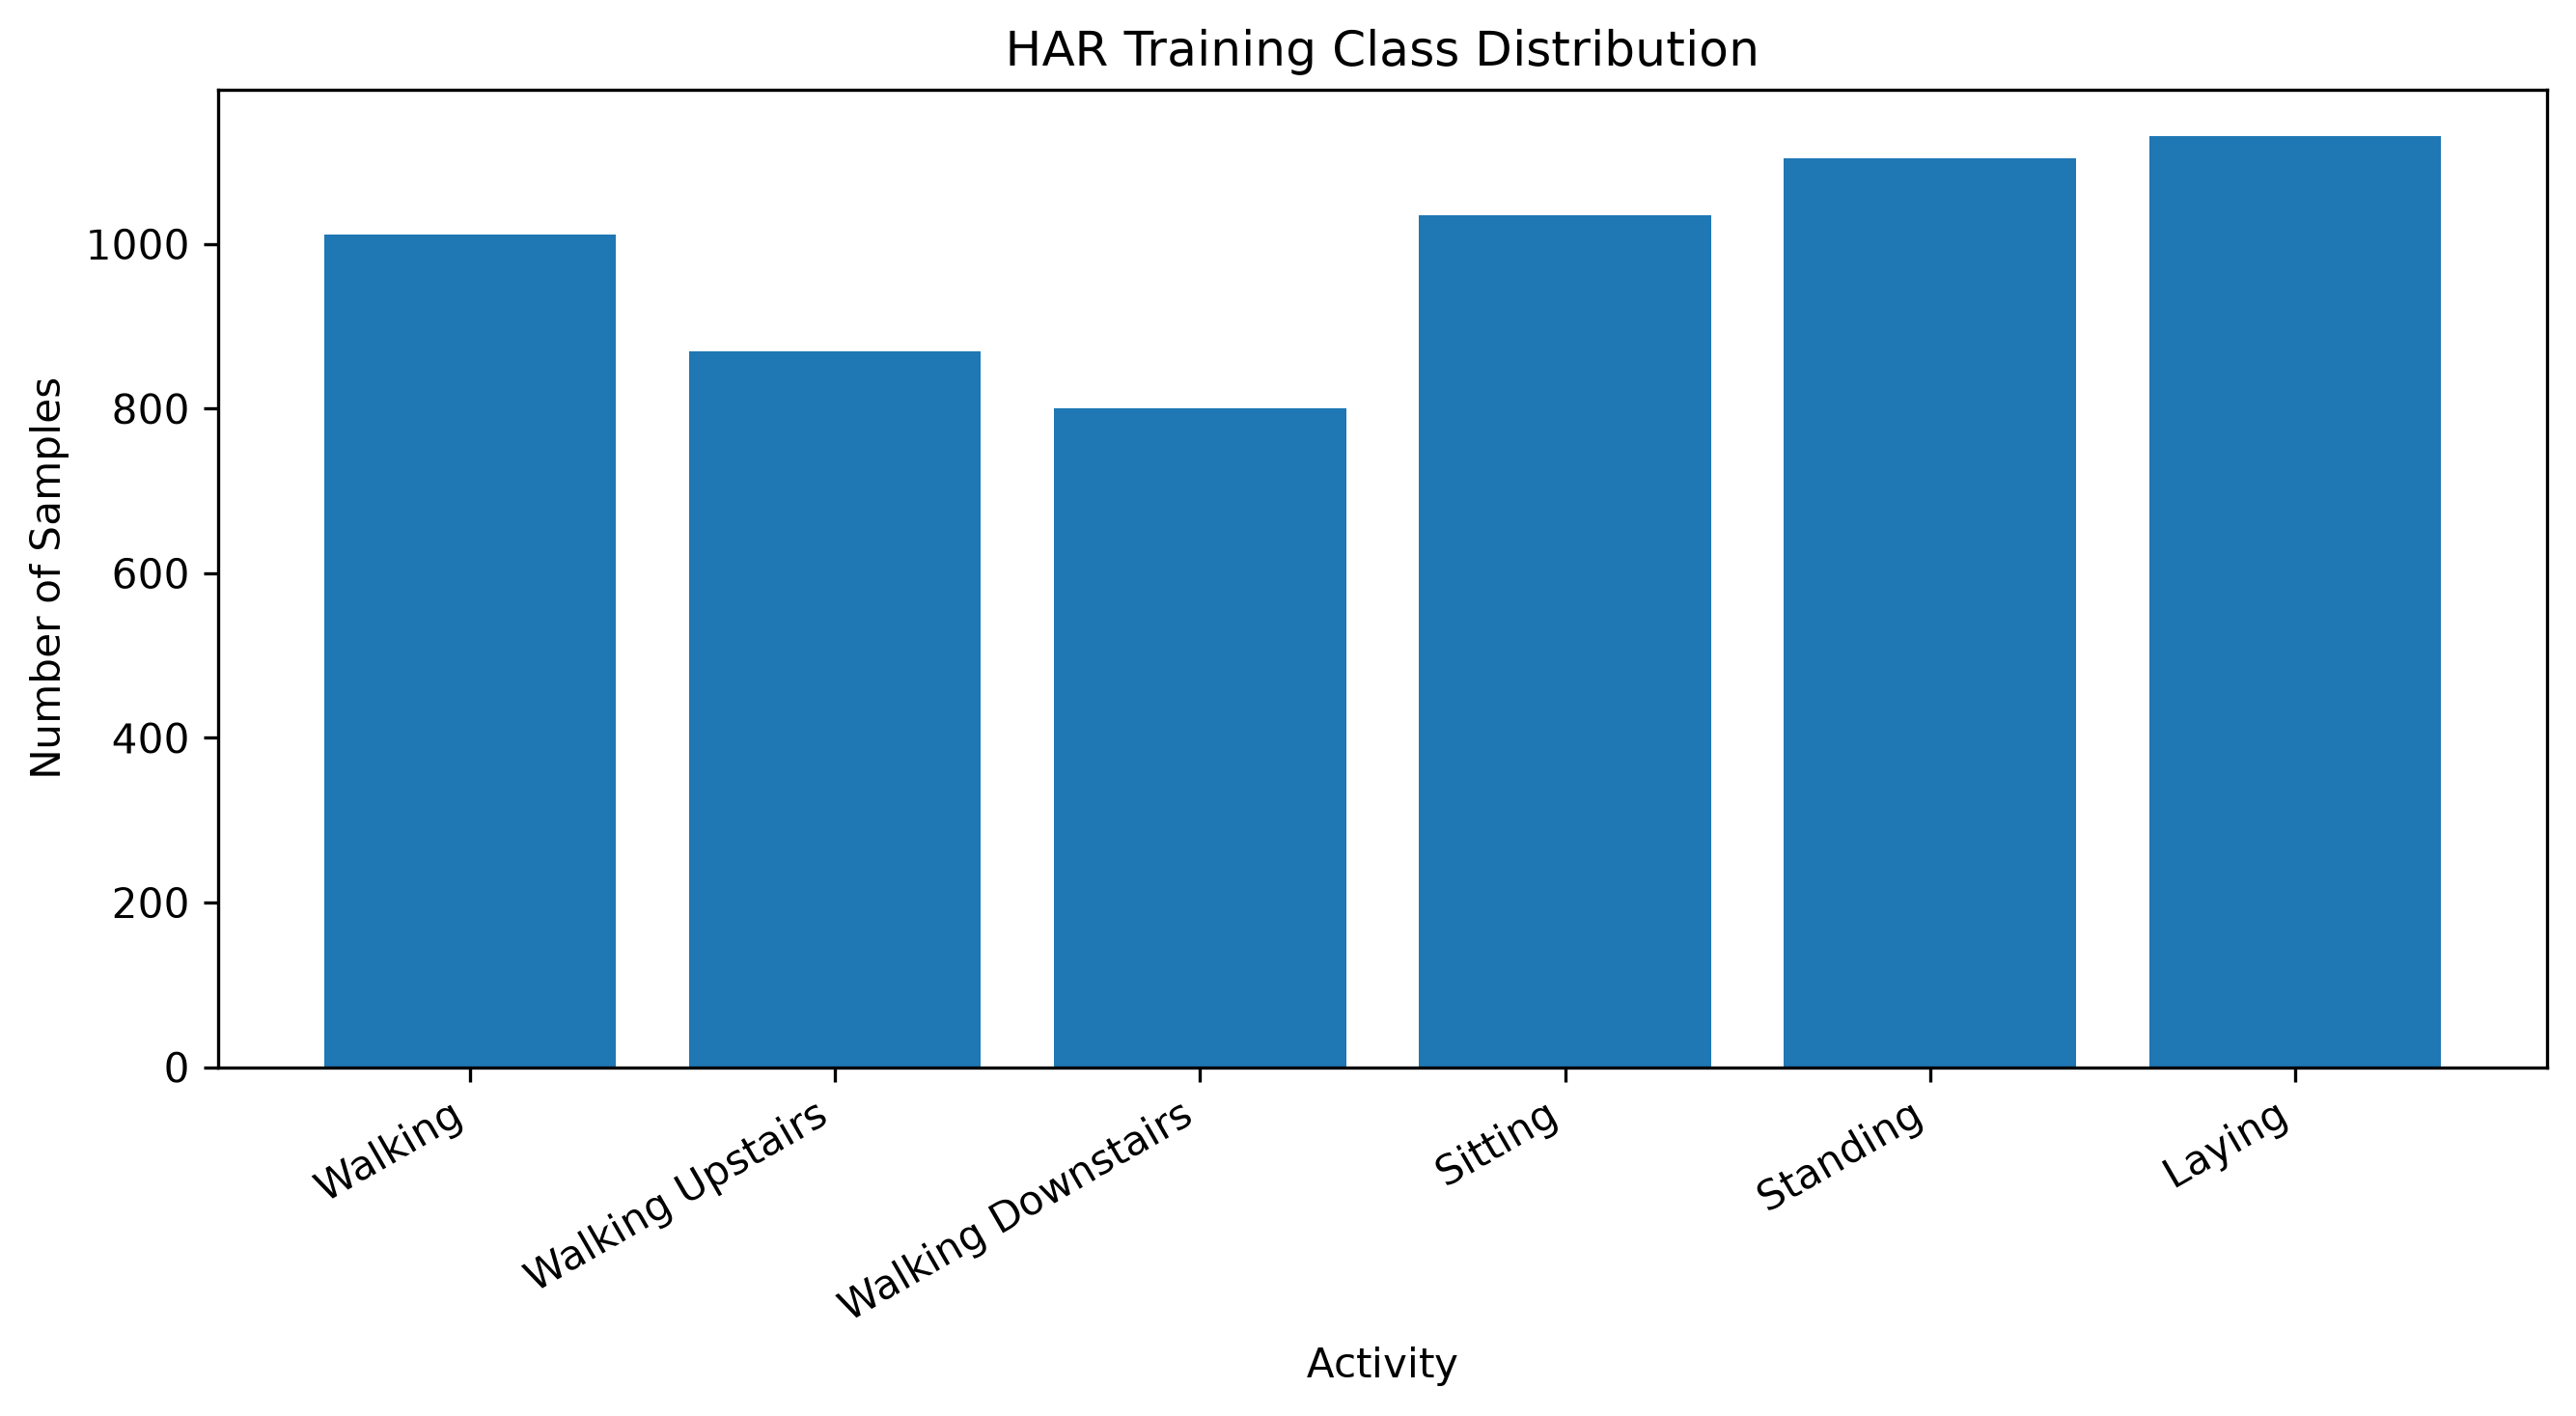 HAR Training Class Distribution
Number of Samples
1000
800
600
400
200
0
Walking
Walking Upstairs
Walking Downstairs
Sitting
Standing
Laying
Activity